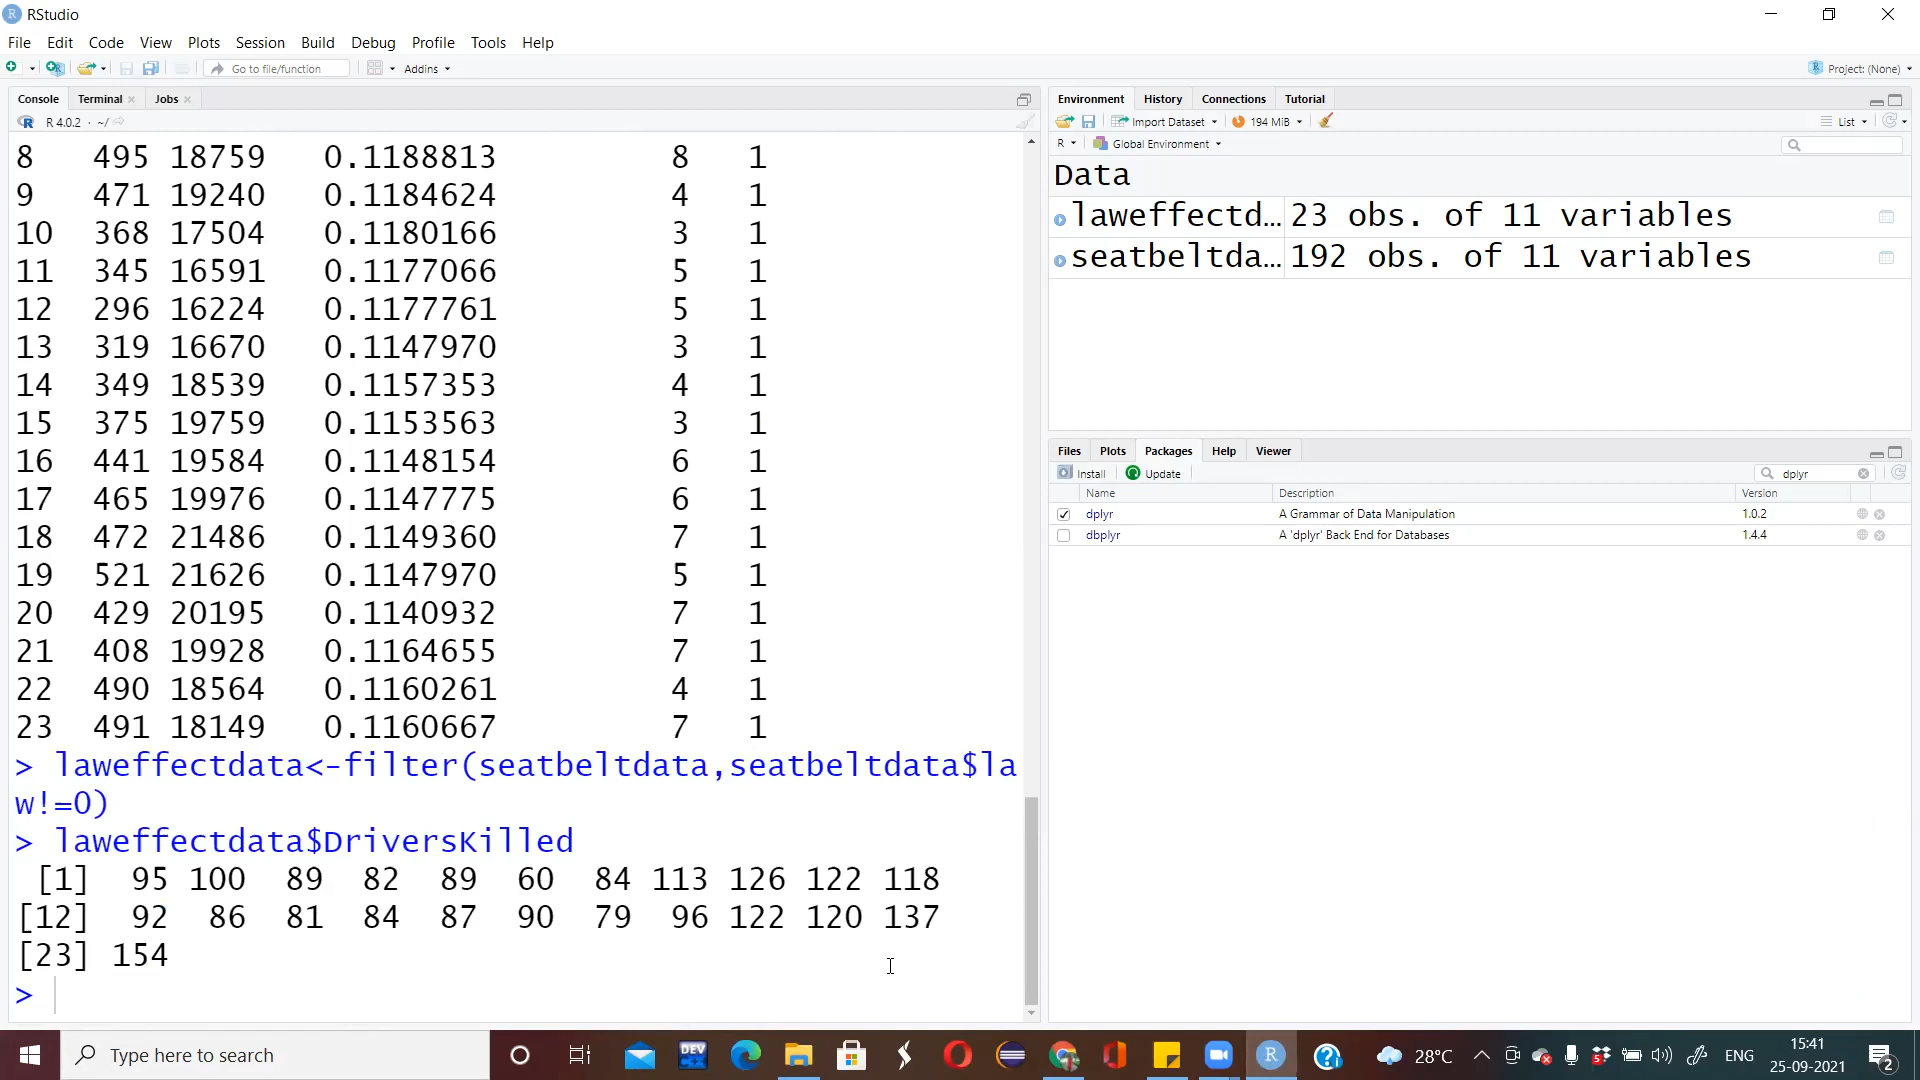 RStudio
File Edit Code View Plots Session Build Debug Profile Tools Help
Go to file/function Addins Project: (None)
Console Terminal Jobs
R 4.0.2 · ~/
8 495 18759 0.1188813 8 1
9 471 19240 0.1184624 4 1
10 368 17504 0.1180166 3 1
11 345 16591 0.1177066 5 1
12 296 16224 0.1177761 5 1
13 319 16670 0.1147970 3 1
14 349 18539 0.1157353 4 1
15 375 19759 0.1153563 3 1
16 441 19584 0.1148154 6 1
17 465 19976 0.1147775 6 1
18 472 21486 0.1149360 7 1
19 521 21626 0.1147970 5 1
20 429 20195 0.1140932 7 1
21 408 19928 0.1164655 7 1
22 490 18564 0.1160261 4 1
23 491 18149 0.1160667 7 1
> laweffectdata<-filter(seatbeltdata,seatbeltdata$la
w!=0)
> laweffectdata$DriversKilled
[1] 95 100 89 82 89 60 84 113 126 122 118
[12] 92 86 81 84 87 90 79 96 122 120 137
[23] 154
>
Environment History Connections Tutorial
Import Dataset 194 MiB List
R Global Environment
Data
laweffectd… 23 obs. of 11 variables
seatbeltda… 192 obs. of 11 variables
Files Plots Packages Help Viewer
Install Update dplyr
Name Description Version
dplyr A Grammar of Data Manipulation 1.0.2
dbplyr A 'dplyr' Back End for Databases 1.4.4
Type here to search
DEV
28°C
ENG
15:41
25-09-2021
2